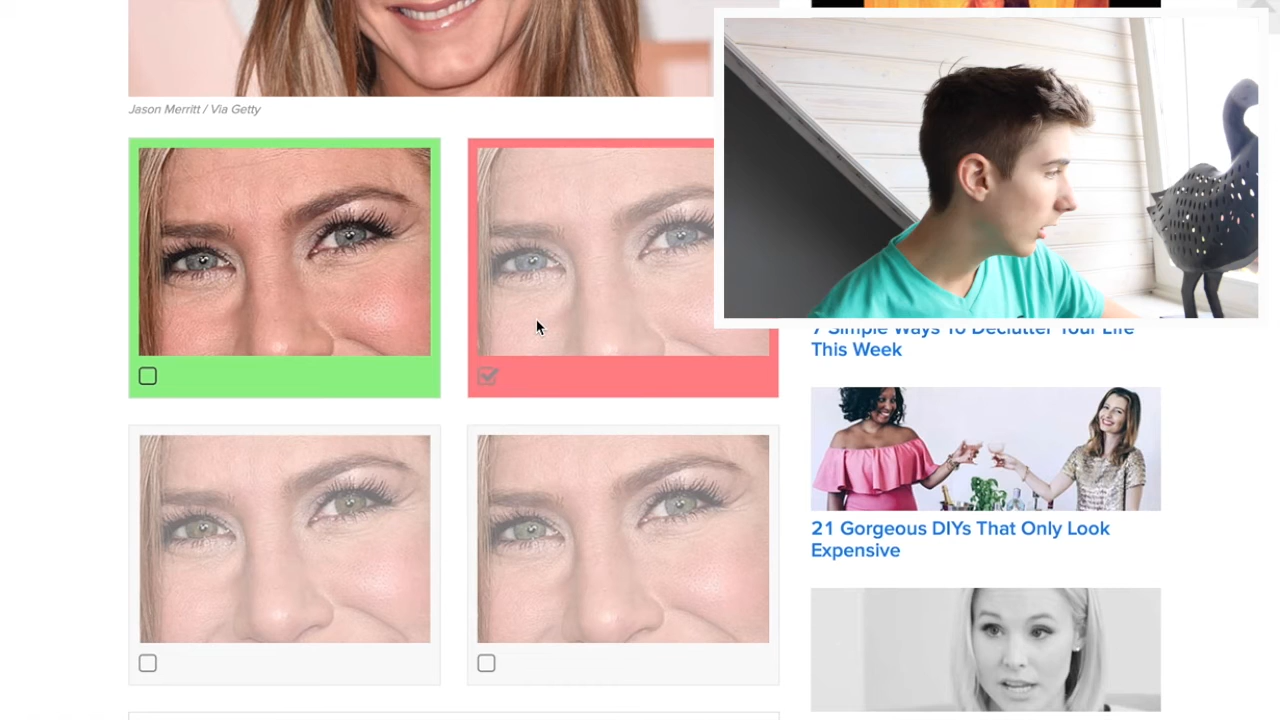 Jason Merritt / Via Getty
7 Simple Ways To Declutter Your Life
This Week
21 Gorgeous DIYs That Only Look
Expensive